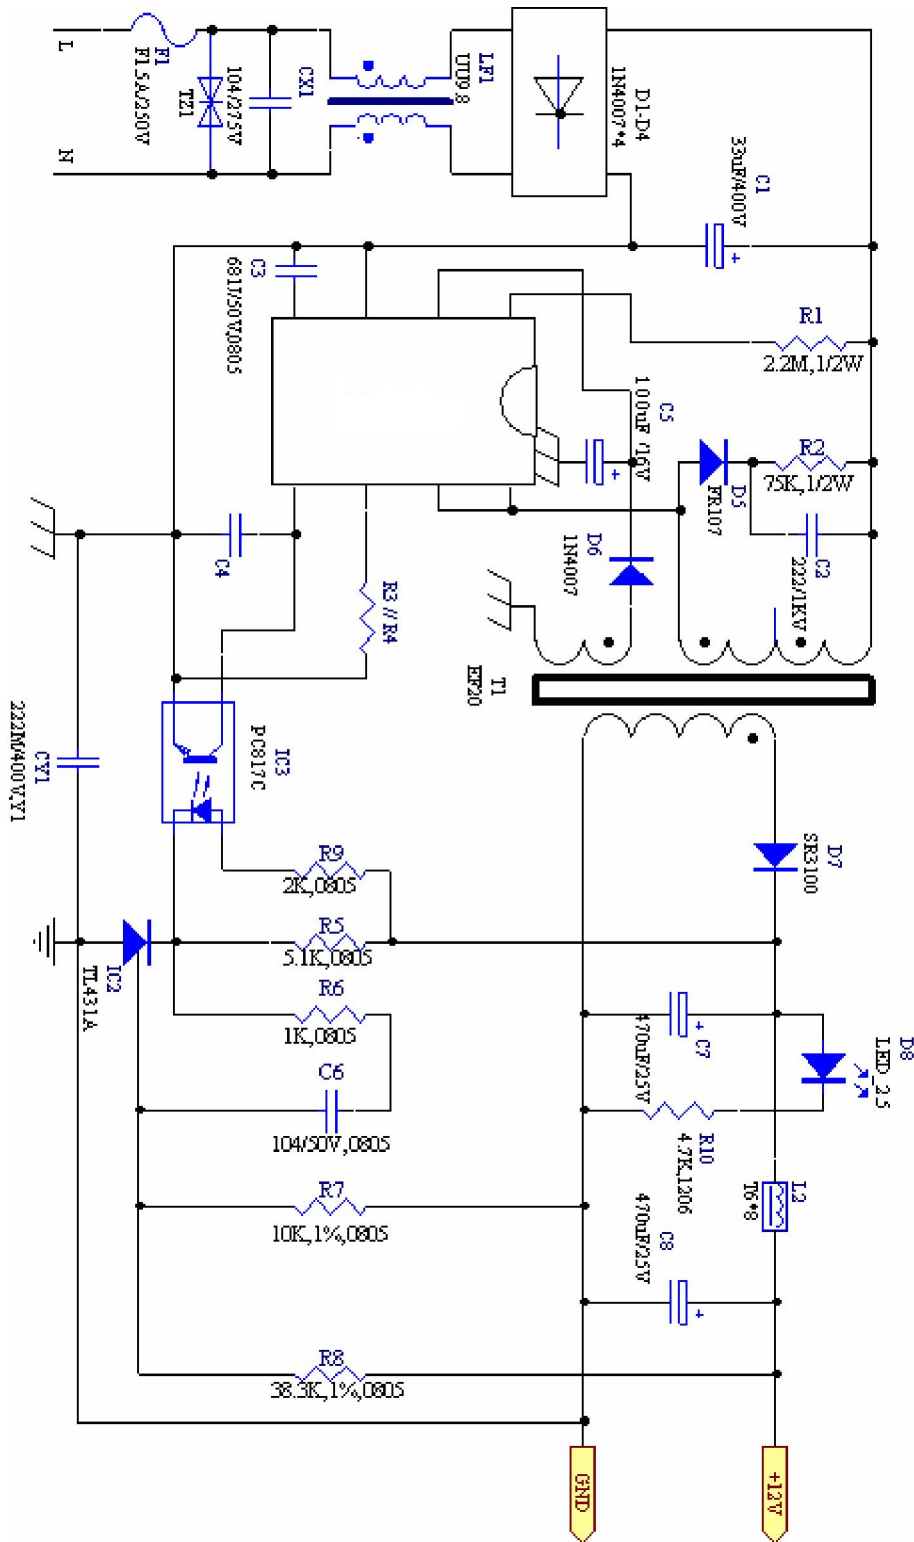 L
N
F1
F1.5A/250V
TZ1
104/275V
CX1
LF1
UU9.8
D1-D4
1N4007*4
C1
33uF/400V
C3
681J/50V,0805
R1
2.2M,1/2W
C5
100uF /16V
R2
75K,1/2W
D5
FR107
C2
222/1KV
D6
1N4007
C4
R3 // R4
T1
EF20
IC3
PC817C
CY1
222M/400V,Y1
D7
SR3100
R9
2K,0805
R5
5.1K,0805
IC2
TL431A
R6
1K,0805
C6
104/50V,0805
C7
470uF/25V
D8
LED_2.5
R10
4.7K,1206
L2
T6*8
R7
10K,1%,0805
C8
470uF/25V
R8
38.3K,1%,0805
GND
+12V